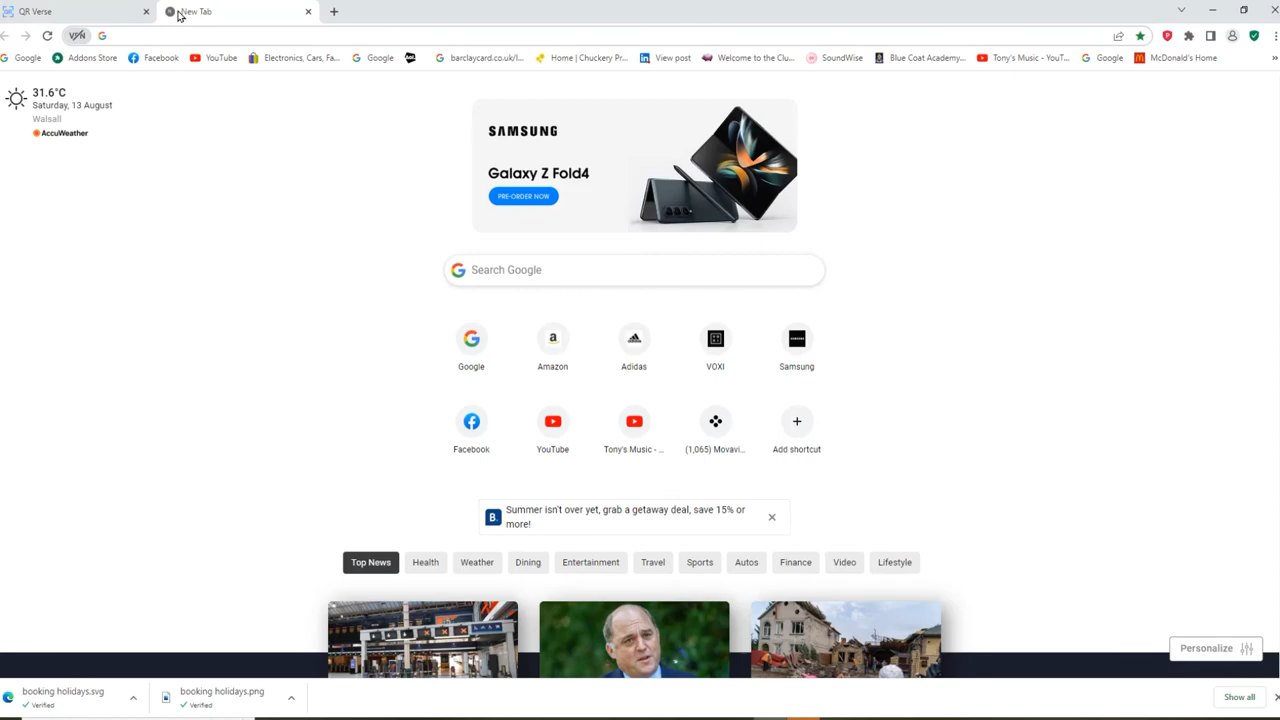 QR Verse
New Tab
VPN
Google
Addons Store
Facebook
YouTube
Electronics, Cars, Fa...
Google
Aol.
barclaycard.co.uk/l...
Home | Chuckery Pr...
View post
Welcome to the Clu...
SoundWise
Blue Coat Academy...
Tony's Music - YouT...
Google
McDonald's Home
31.6°C
Saturday, 13 August
Walsall
AccuWeather
SAMSUNG
Galaxy Z Fold4
PRE-ORDER NOW
Search Google
Google
Amazon
Adidas
VOXI
Samsung
Facebook
YouTube
Tony's Music - ...
(1,065) Movavi...
Add shortcut
B.
Summer isn't over yet, grab a getaway deal, save 15% or
more!
Top News
Health
Weather
Dining
Entertainment
Travel
Sports
Autos
Finance
Video
Lifestyle
Personalize
booking holidays.svg
Verified
booking holidays.png
Verified
Show all